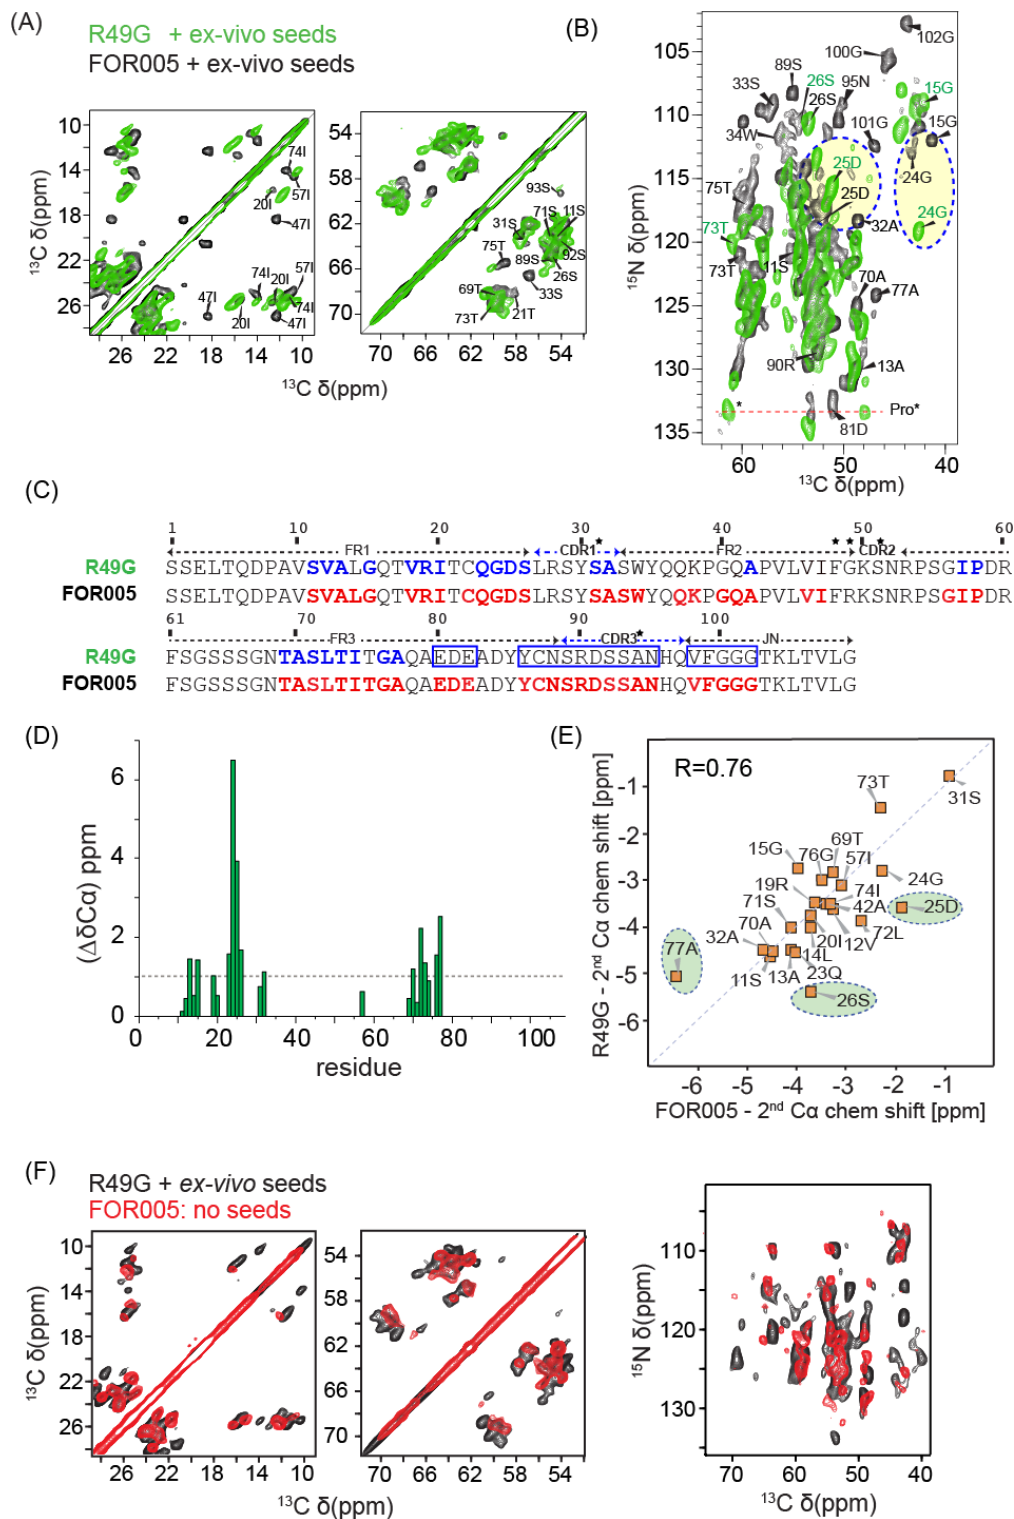 (A)
R49G + ex-vivo seeds
FOR005 + ex-vivo seeds
10
14
18
22
26
13C δ(ppm)
26 22 18 14 10
74I
57I
20I
47I
74I 20I 57I
47I
74I
20I
47I
54
58
62
66
70
70 66 62 58 54
93S
71S 11S
31S
75T
89S
92S
26S
33S
69T
21T
73T
13C δ(ppm)
(B)
105
110
115
120
125
130
135
15N δ(ppm)
102G
100G
89S
33S
26S
95N
26S
15G
34W
101G
15G
25D
24G
75T
25D
24G
32A
73T
73T
11S
70A
77A
90R
13A
Pro*
*
81D
60 50 40
13C δ(ppm)
(C)
1 10 20 30 40 50 60
FR1 CDR1 * FR2 * * CDR2 *
R49G SSELTQDPAVSVALGQTVRITCQGDSLRSYSASWYQQKPGQAPVLVIFGKSNRPSGIPDR
FOR005 SSELTQDPAVSVALGQTVRITCQGDSLRSYSASWYQQKPGQAPVLVIFRKSNRPSGIPDR
61 70 80 90 100
FR3 CDR3 * JN
R49G FSGSSSGNTASLTITGAQAEDEADYYCNSRDSSANHQVFGGGTKLTVLG
FOR005 FSGSSSGNTASLTITGAQAEDEADYYCNSRDSSANHQVFGGGTKLTVLG
(D)
(ΔδCα) ppm
6
4
2
0
0 20 40 60 80 100
residue
(E)
R=0.76
R49G - 2nd Cα chem shift [ppm]
-1
-2
-3
-4
-5
-6
73T
31S
69T
15G 76G
57I
24G
19R
74I
25D
71S
42A
70A
72L
32A
20I
77A
12V
14L
23Q
11S 13A
26S
-6 -5 -4 -3 -2 -1
FOR005 - 2nd Cα chem shift [ppm]
(F)
R49G + ex-vivo seeds
FOR005: no seeds
10
14
18
22
26
13C δ(ppm)
26 22 18 14 10
54
58
62
66
70
70 66 62 58 54
13C δ(ppm)
110
120
130
15N δ(ppm)
70 60 50 40
13C δ(ppm)